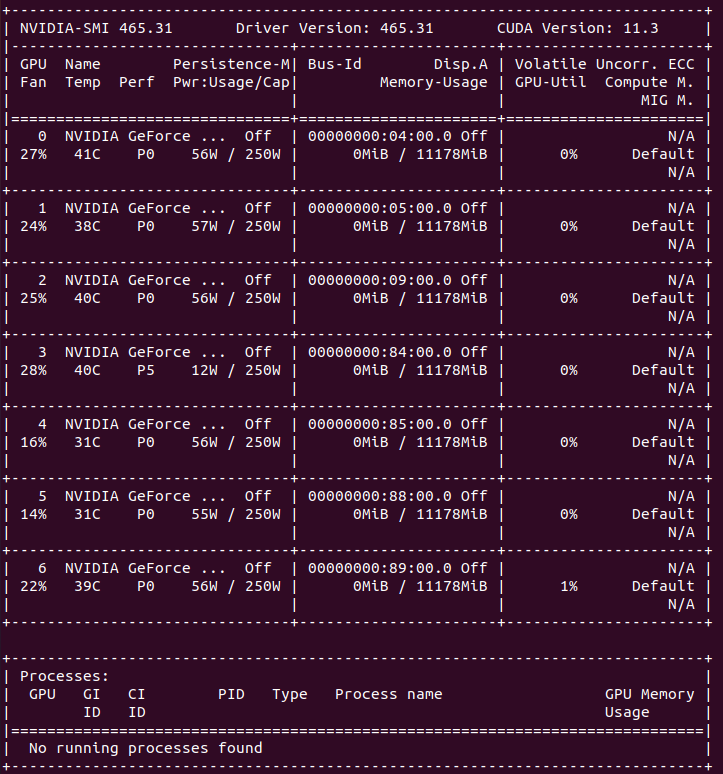 +-----------------------------------------------------------------------------+
| NVIDIA-SMI 465.31       Driver Version: 465.31       CUDA Version: 11.3     |
|-------------------------------+----------------------+----------------------+
| GPU  Name        Persistence-M| Bus-Id        Disp.A | Volatile Uncorr. ECC |
| Fan  Temp  Perf  Pwr:Usage/Cap|         Memory-Usage | GPU-Util  Compute M. |
|                               |                      |               MIG M. |
|===============================+======================+======================|
|   0  NVIDIA GeForce ...  Off  | 00000000:04:00.0 Off |                  N/A |
| 27%   41C    P0    56W / 250W |      0MiB / 11178MiB |      0%      Default |
|                               |                      |                  N/A |
+-------------------------------+----------------------+----------------------+
|   1  NVIDIA GeForce ...  Off  | 00000000:05:00.0 Off |                  N/A |
| 24%   38C    P0    57W / 250W |      0MiB / 11178MiB |      0%      Default |
|                               |                      |                  N/A |
+-------------------------------+----------------------+----------------------+
|   2  NVIDIA GeForce ...  Off  | 00000000:09:00.0 Off |                  N/A |
| 25%   40C    P0    56W / 250W |      0MiB / 11178MiB |      0%      Default |
|                               |                      |                  N/A |
+-------------------------------+----------------------+----------------------+
|   3  NVIDIA GeForce ...  Off  | 00000000:84:00.0 Off |                  N/A |
| 28%   40C    P5    12W / 250W |      0MiB / 11178MiB |      0%      Default |
|                               |                      |                  N/A |
+-------------------------------+----------------------+----------------------+
|   4  NVIDIA GeForce ...  Off  | 00000000:85:00.0 Off |                  N/A |
| 16%   31C    P0    56W / 250W |      0MiB / 11178MiB |      0%      Default |
|                               |                      |                  N/A |
+-------------------------------+----------------------+----------------------+
|   5  NVIDIA GeForce ...  Off  | 00000000:88:00.0 Off |                  N/A |
| 14%   31C    P0    55W / 250W |      0MiB / 11178MiB |      0%      Default |
|                               |                      |                  N/A |
+-------------------------------+----------------------+----------------------+
|   6  NVIDIA GeForce ...  Off  | 00000000:89:00.0 Off |                  N/A |
| 22%   39C    P0    56W / 250W |      0MiB / 11178MiB |      1%      Default |
|                               |                      |                  N/A |
+-------------------------------+----------------------+----------------------+

+-----------------------------------------------------------------------------+
| Processes:                                                                  |
|  GPU   GI   CI        PID   Type   Process name                  GPU Memory |
|        ID   ID                                                   Usage      |
|=============================================================================|
|  No running processes found                                                 |
+-----------------------------------------------------------------------------+